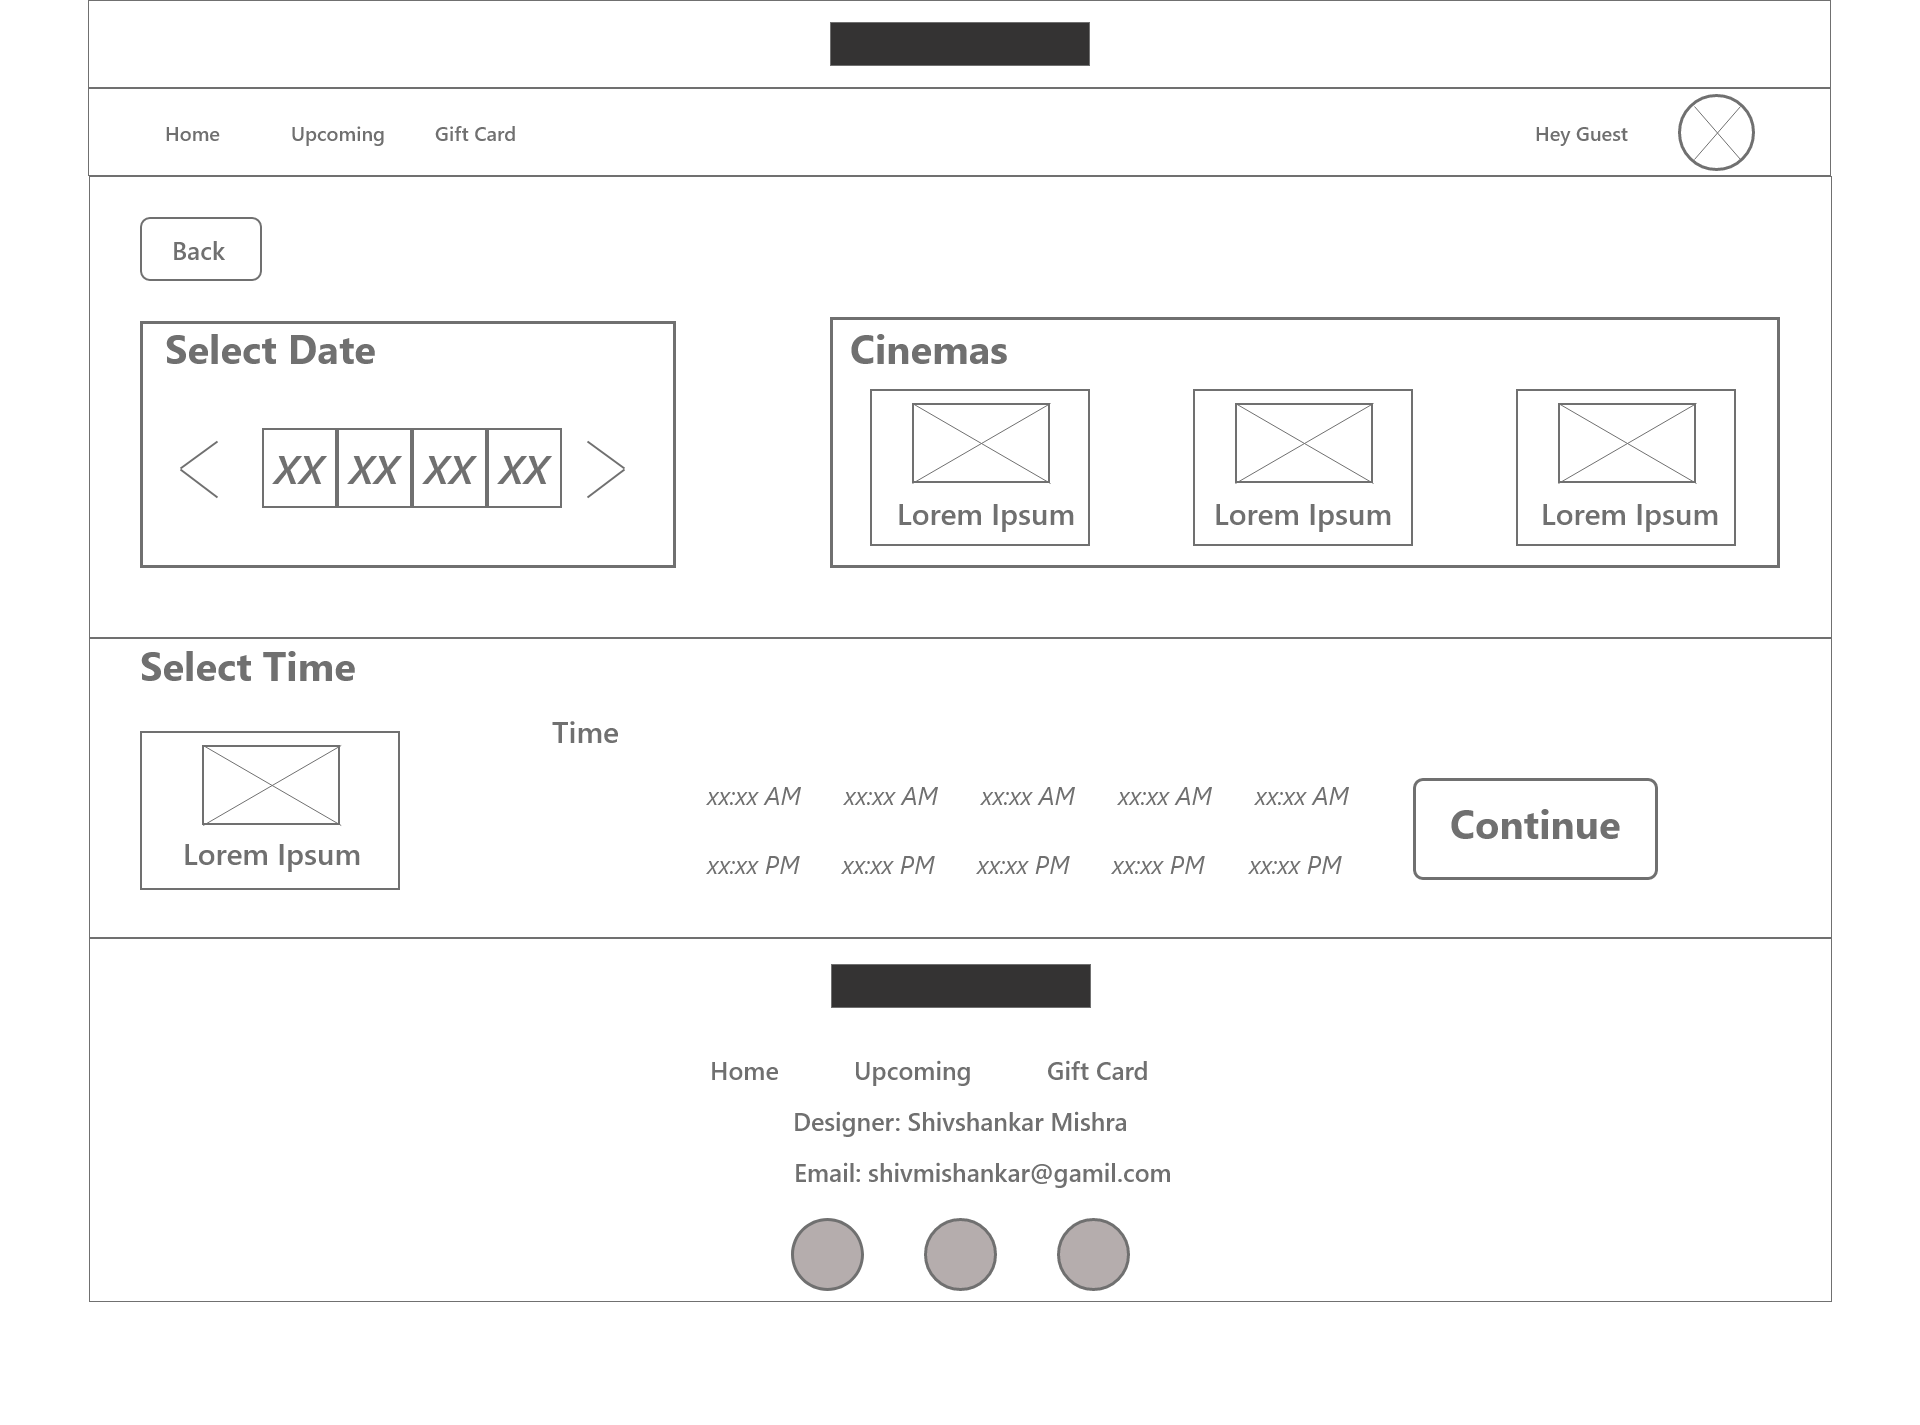 Home Upcoming Gift Card Hey Guest
Back
Select Date
XX XX XX XX
Cinemas
Lorem Ipsum Lorem Ipsum Lorem Ipsum
Select Time
Lorem Ipsum
Time
xx:xx AM xx:xx AM xx:xx AM xx:xx AM xx:xx AM
xx:xx PM xx:xx PM xx:xx PM xx:xx PM xx:xx PM
Continue
Home Upcoming Gift Card
Designer: Shivshankar Mishra
Email: shivmishankar@gamil.com